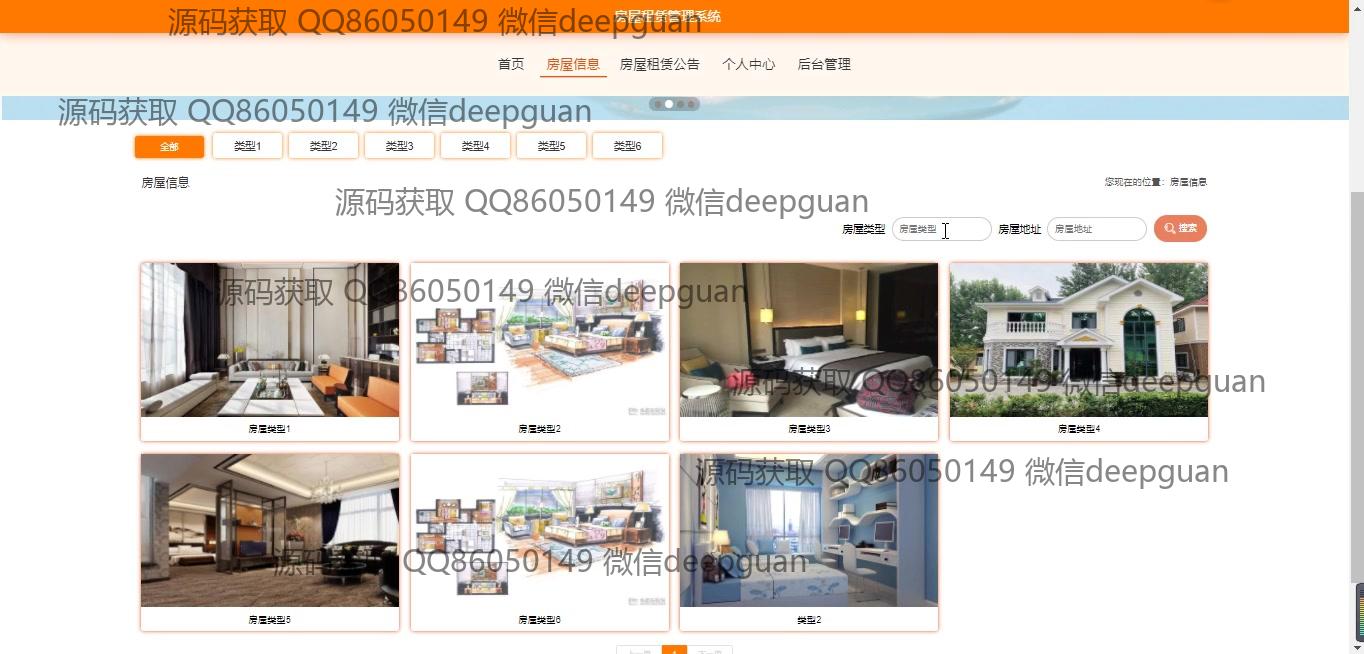 房屋租赁管理系统
源码获取 QQ86050149 微信deepguan
首页 房屋信息 房屋租赁公告 个人中心 后台管理
源码获取 QQ86050149 微信deepguan
全部 类型1 类型2 类型3 类型4 类型5 类型6
房屋信息 您现在的位置：房屋信息
源码获取 QQ86050149 微信deepguan
房屋类型 房屋类型 房屋地址 房屋地址 搜索
源码获取 QQ86050149 微信deepguan
源码获取 QQ86050149 微信deepguan
房屋类型1 房屋类型2 房屋类型3 房屋类型4
源码获取 QQ86050149 微信deepguan
源码获取 QQ86050149 微信deepguan
房屋类型5 房屋类型6 类型2
上一页 1 下一页